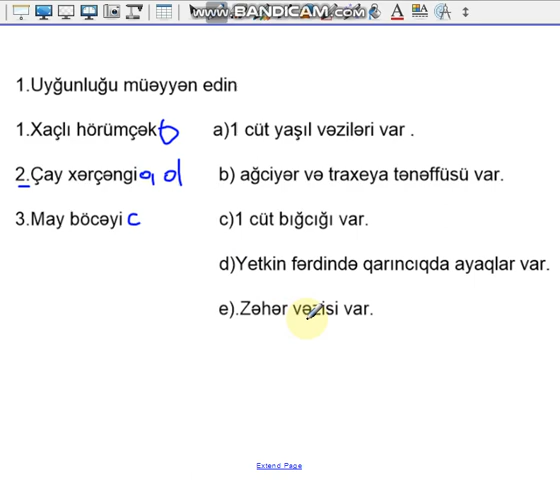 WWW.BANDICAM.COM
1.Uyğunluğu müəyyən edin
1.Xaçlı hörümçək b a)1 cüt yaşıl vəziləri var .
2.Çay xərçəngi a, d b) ağciyər və traxeya tənəffüsü var.
3.May böcəyi c c)1 cüt bığcığı var.
d)Yetkin fərdində qarıncıqda ayaqlar var.
e).Zəhər vəzisi var.
Extend Page